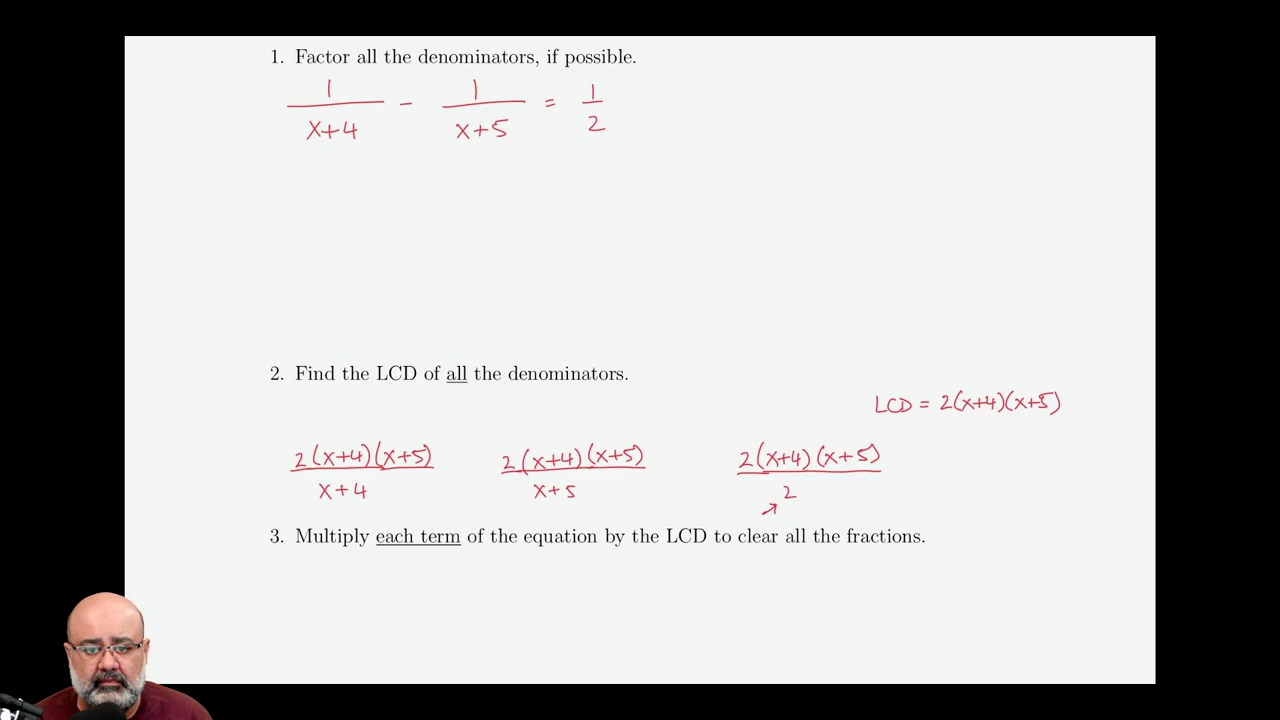 1. Factor all the denominators, if possible.
1/(x+4) - 1/(x+5) = 1/2
2. Find the LCD of all the denominators.
LCD = 2(x+4)(x+5)
2(x+4)(x+5)/(x+4) 2(x+4)(x+5)/(x+5) 2(x+4)(x+5)/2
3. Multiply each term of the equation by the LCD to clear all the fractions.